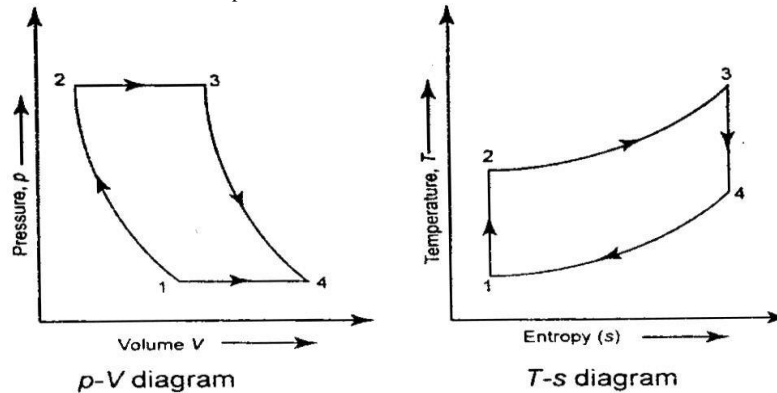 2
3
1
4
Pressure, p
Volume V
p-V diagram
3
2
4
1
Temperature, T
Entropy (s)
T-s diagram